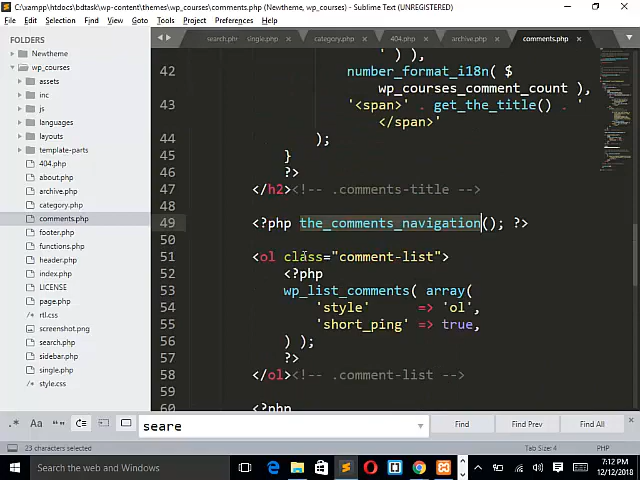 C:\xampp\htdocs\bdtask\wp-content\themes\wp_courses\comments.php (Newtheme, wp_courses) - Sublime Text (UNREGISTERED)
File Edit Selection Find View Goto Tools Project Preferences Help
FOLDERS
Newtheme
wp_courses
assets
inc
js
languages
layouts
template-parts
404.php
about.php
archive.php
category.php
comments.php
footer.php
functions.php
header.php
index.php
LICENSE
page.php
rtl.css
screenshot.png
search.php
sidebar.php
single.php
style.css
search.php single.php category.php 404.php archive.php comments.php
' ) ),
42 number_format_i18n( $
wp_courses_comment_count ),
43 '<span>' . get_the_title() . '
</span>'
44 );
45 }
46 ?>
47 </h2><!-- .comments-title -->
48
49 <?php the_comments_navigation(); ?>
50
51 <ol class="comment-list">
52 <?php
53 wp_list_comments( array(
54 'style' => 'ol',
55 'short_ping' => true,
56 ) );
57 ?>
58 </ol><!-- .comment-list -->
59
60 <?php
.* Aa “” seare Find Find Prev Find All
23 characters selected Tab Size: 4 PHP
Search the web and Windows
7:12 PM
12/12/2018